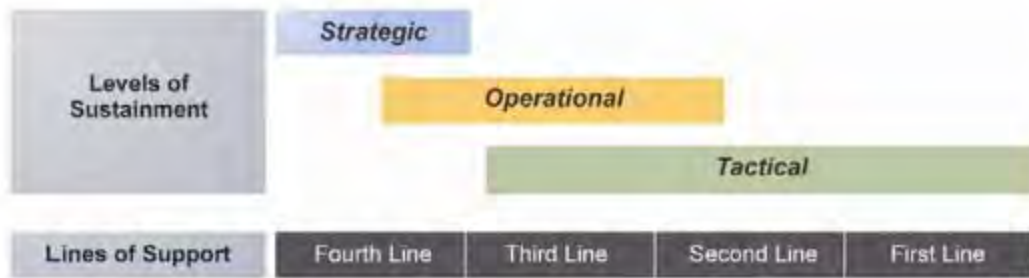 Strategic
Levels of
Sustainment
Operational
Tactical
Lines of Support
Fourth Line
Third Line
Second Line
First Line